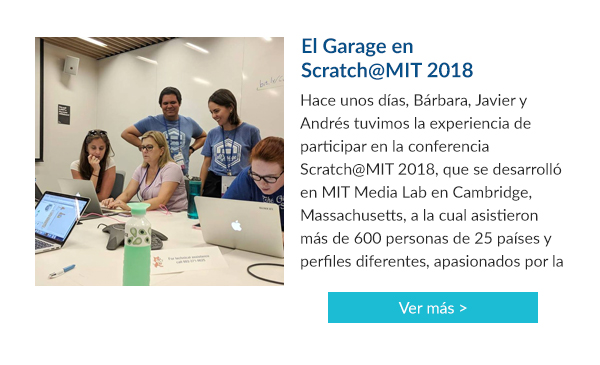 El Garage en
Scratch@MIT 2018
Hace unos días, Bárbara, Javier y
Andrés tuvimos la experiencia de
participar en la conferencia
Scratch@MIT 2018, que se desarrolló
en MIT Media Lab en Cambridge,
Massachusetts, a la cual asistieron
más de 600 personas de 25 países y
perfiles diferentes, apasionados por la
Ver más >